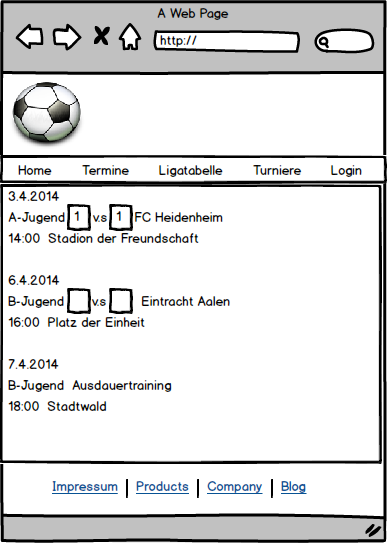 A Web Page
http://
Home Termine Ligatabelle Turniere Login
3.4.2014
A-Jugend 1 v.s 1 FC Heidenheim
14:00 Stadion der Freundschaft
6.4.2014
B-Jugend v.s Eintracht Aalen
16:00 Platz der Einheit
7.4.2014
B-Jugend Ausdauertraining
18:00 Stadtwald
Impressum | Products | Company | Blog